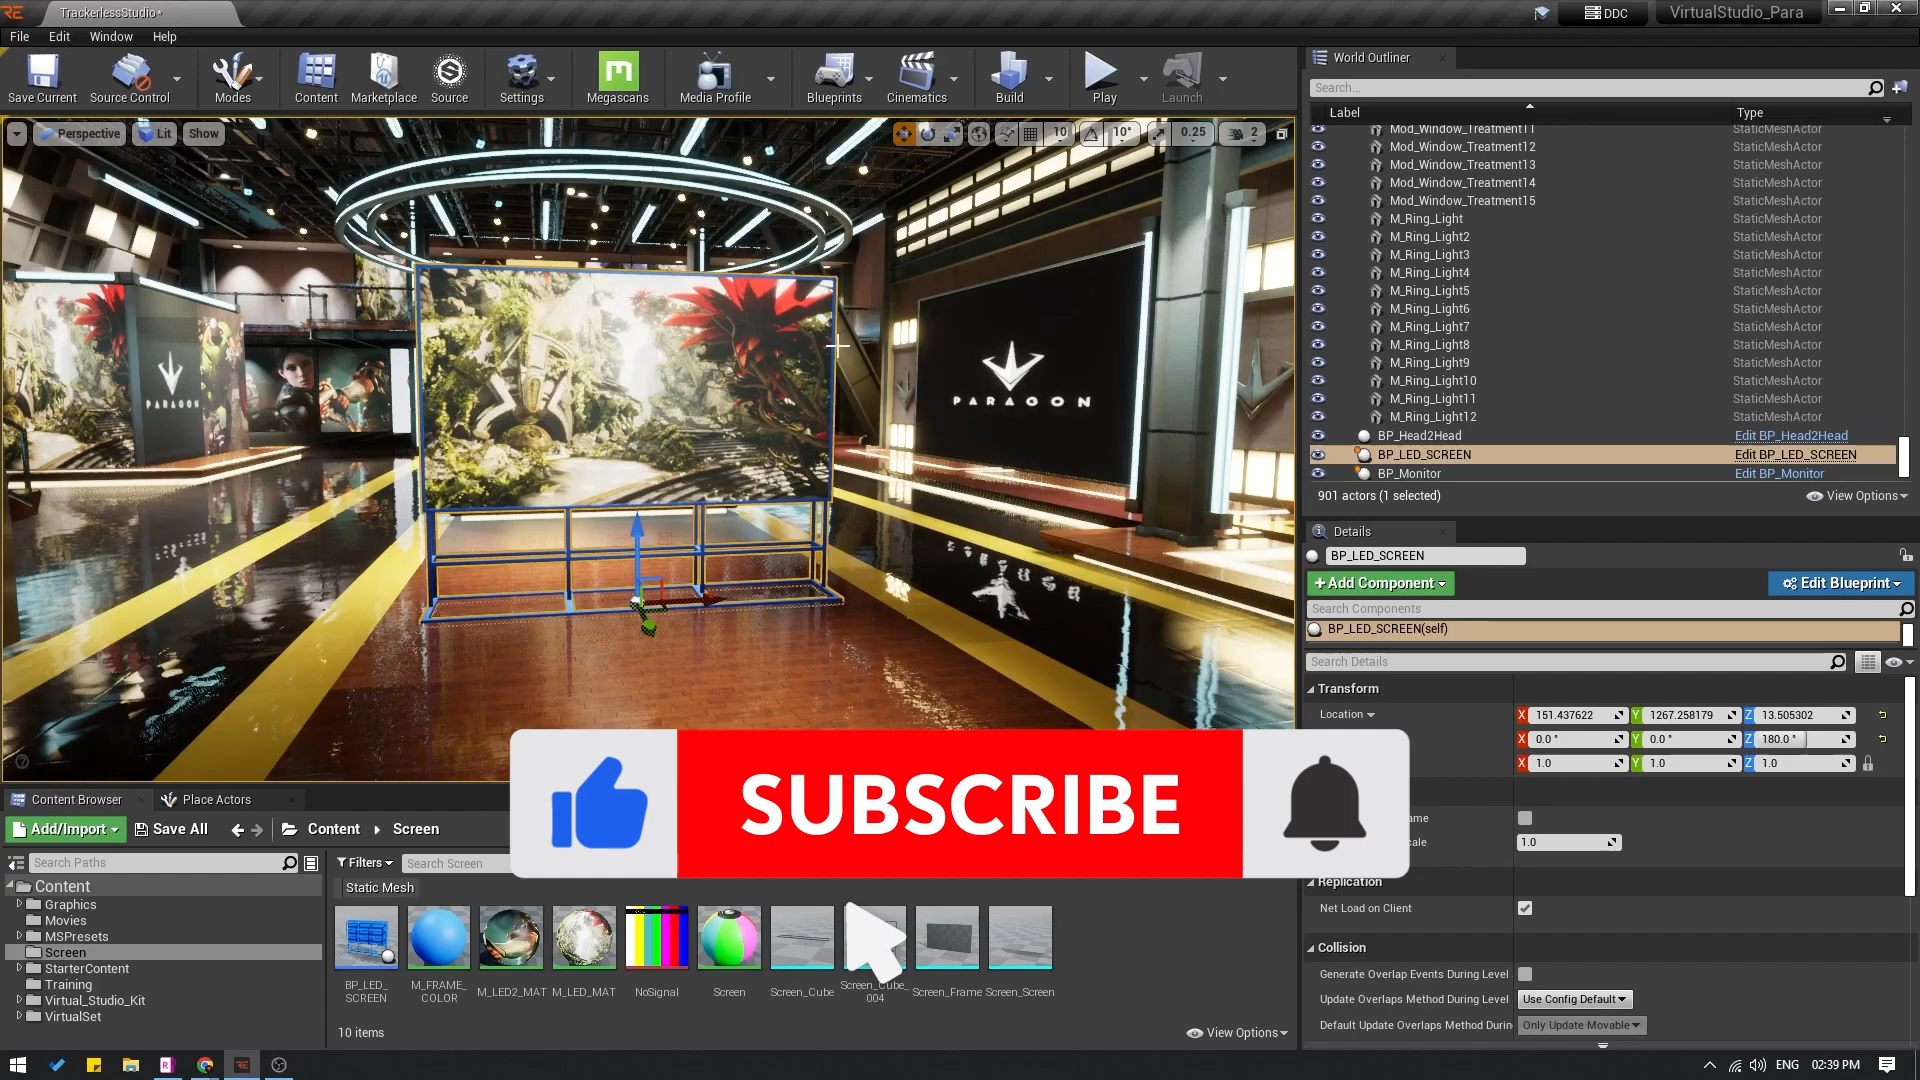 TrackerlessStudio*
DDC
VirtualStudio_Para
File Edit Window Help
Save Current
Source Control
Modes
Content
Marketplace
Source
Settings
Megascans
Media Profile
Blueprints
Cinematics
Build
Play
Launch
Perspective
Lit
Show
10
10°
0.25
2
PARAGON
PARAGON
World Outliner
Search...
Label Type
Mod_Window_Treatment11 StaticMeshActor
Mod_Window_Treatment12 StaticMeshActor
Mod_Window_Treatment13 StaticMeshActor
Mod_Window_Treatment14 StaticMeshActor
Mod_Window_Treatment15 StaticMeshActor
M_Ring_Light StaticMeshActor
M_Ring_Light2 StaticMeshActor
M_Ring_Light3 StaticMeshActor
M_Ring_Light4 StaticMeshActor
M_Ring_Light5 StaticMeshActor
M_Ring_Light6 StaticMeshActor
M_Ring_Light7 StaticMeshActor
M_Ring_Light8 StaticMeshActor
M_Ring_Light9 StaticMeshActor
M_Ring_Light10 StaticMeshActor
M_Ring_Light11 StaticMeshActor
M_Ring_Light12 StaticMeshActor
BP_Head2Head Edit BP_Head2Head
BP_LED_SCREEN Edit BP_LED_SCREEN
BP_Monitor Edit BP_Monitor
901 actors (1 selected) View Options
Details
BP_LED_SCREEN
+Add Component Edit Blueprint
Search Components
BP_LED_SCREEN(self)
Search Details
Transform
Location X 151.437622 Y 1267.258179 Z 13.505302
X 0.0 ° Y 0.0 ° Z 180.0 °
X 1.0 Y 1.0 Z 1.0
ame
cale 1.0
Replication
Net Load on Client
Collision
Generate Overlap Events During Level
Update Overlaps Method During Level Use Config Default
Default Update Overlaps Method Durin Only Update Movable
SUBSCRIBE
Content Browser Place Actors
Add/Import Save All Content Screen
Search Paths
Filters Search Screen
Static Mesh
Content
Graphics
Movies
MSPresets
Screen
StarterContent
Training
Virtual_Studio_Kit
VirtualSet
BP_LED_
SCREEN
M_FRAME_
COLOR
M_LED2_MAT
M_LED_MAT
NoSignal
Screen
Screen_Cube
Screen_Cube_
004
Screen_Frame
Screen_Screen
10 items View Options
ENG 02:39 PM